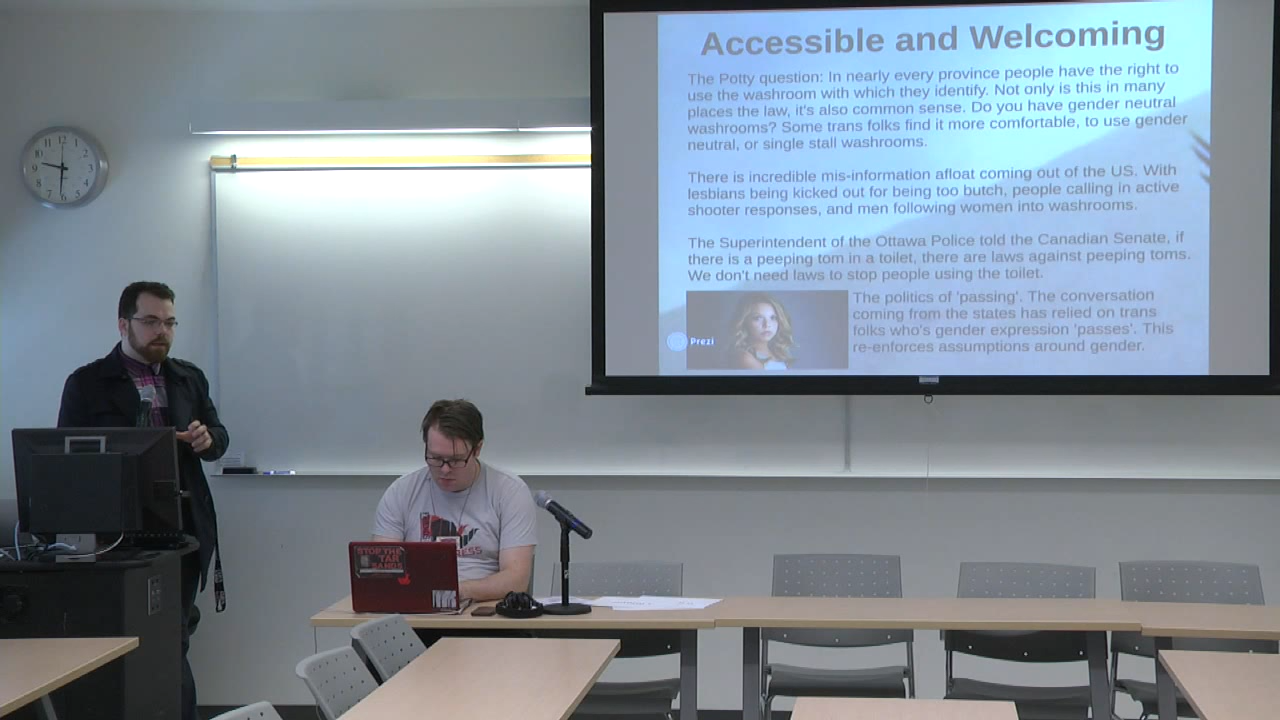 Accessible and Welcoming
The Potty question: In nearly every province people have the right to
use the washroom with which they identify. Not only is this in many
places the law, it's also common sense. Do you have gender neutral
washrooms? Some trans folks find it more comfortable, to use gender
neutral, or single stall washrooms.
There is incredible mis-information afloat coming out of the US. With
lesbians being kicked out for being too butch, people calling in active
shooter responses, and men following women into washrooms.
The Superintendent of the Ottawa Police told the Canadian Senate, if
there is a peeping tom in a toilet, there are laws against peeping toms.
We don't need laws to stop people using the toilet.
The politics of 'passing'. The conversation
coming from the states has relied on trans
folks who's gender expression 'passes'. This
re-enforces assumptions around gender.
Prezi
STOP THE
TAR
SANDS